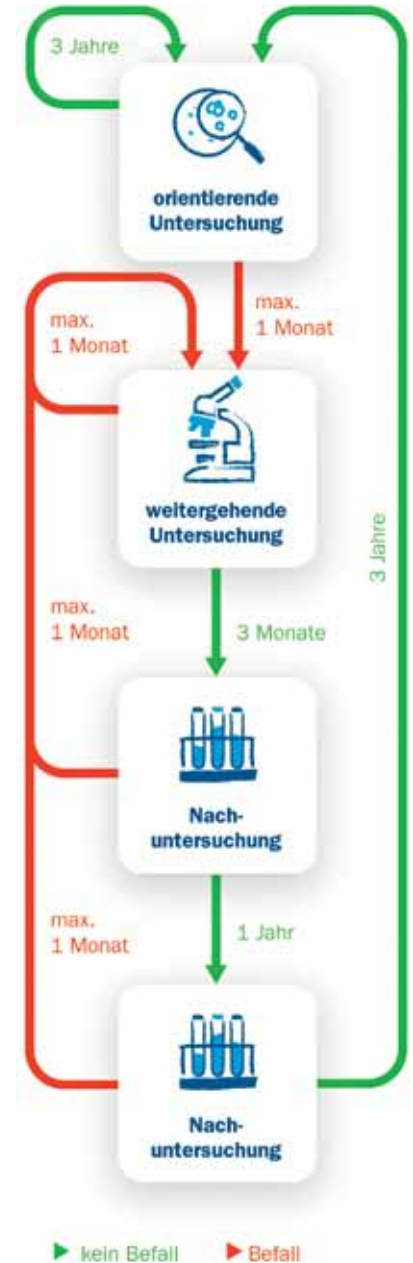 3 Jahre
orientierende
Untersuchung
max.
1 Monat
max.
1 Monat
weitergehende
Untersuchung
3 Jahre
max.
1 Monat
3 Monate
Nach-
untersuchung
max.
1 Monat
1 Jahr
Nach-
untersuchung
kein Befall
Befall